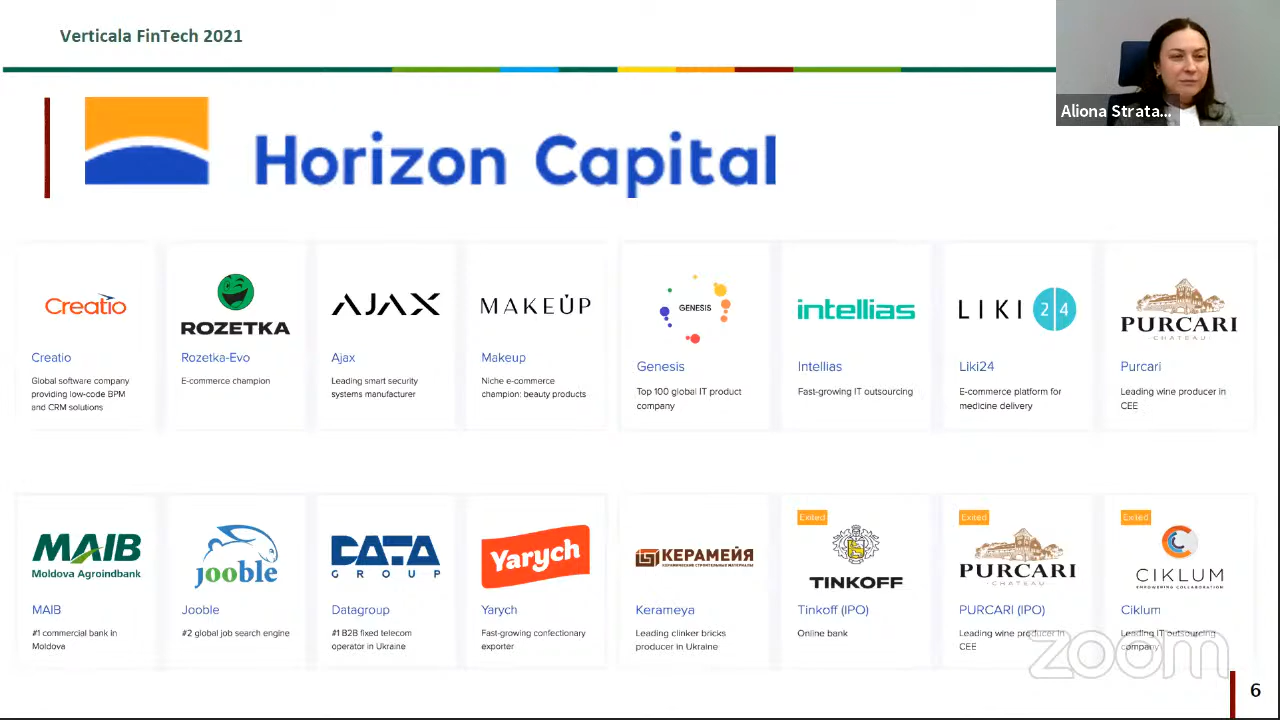 Verticala FinTech 2021
Aliona Strata...
Horizon Capital
Creatio
Creatio
Global software company
providing low-code BPM
and CRM solutions
ROZETKA
Rozetka-Evo
E-commerce champion
AJAX
Ajax
Leading smart security
systems manufacturer
MAKEUP
Makeup
Niche e-commerce
champion: beauty products
GENESIS
Genesis
Top 100 global IT product
company
intellias
Intellias
Fast-growing IT outsourcing
LIKI 24
Liki24
E-commerce platform for
medicine delivery
PURCARI
CHATEAU
Purcari
Leading wine producer in
CEE
MAIB
Moldova Agroindbank
MAIB
#1 commercial bank in
Moldova
jooble
Jooble
#2 global job search engine
DATA
GROUP
Datagroup
#1 B2B fixed telecom
operator in Ukraine
Yarych
Yarych
Fast-growing confectionary
exporter
КЕРАМЕЙЯ
КЕРАМИЧЕСКИЕ СТРОИТЕЛЬНЫЕ МАТЕРИАЛЫ
Kerameya
Leading clinker bricks
producer in Ukraine
Exited
TINKOFF
Tinkoff (IPO)
Online bank
Exited
PURCARI
CHATEAU
PURCARI (IPO)
Leading wine producer in
CEE
Exited
CIKLUM
EMPOWERING COLLABORATION
Ciklum
Leading IT outsourcing
company
zoom
6